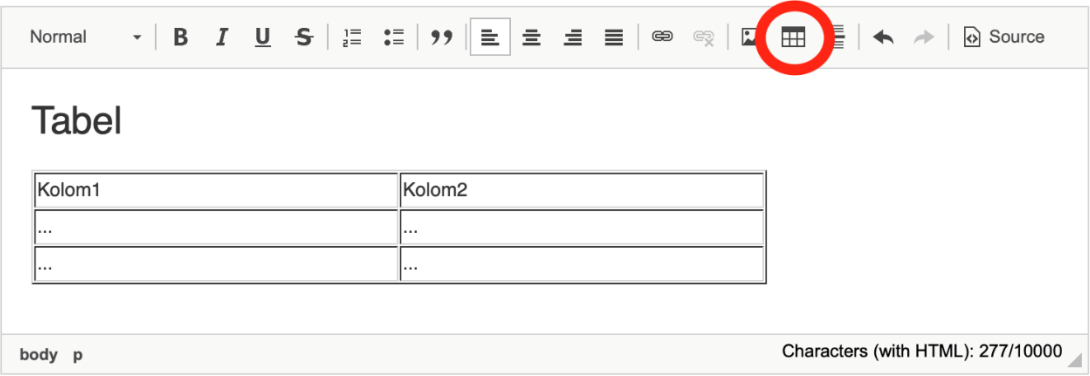 Normal B I U S Source
Tabel
Kolom1 Kolom2
... ...
... ...
body p Characters (with HTML): 277/10000